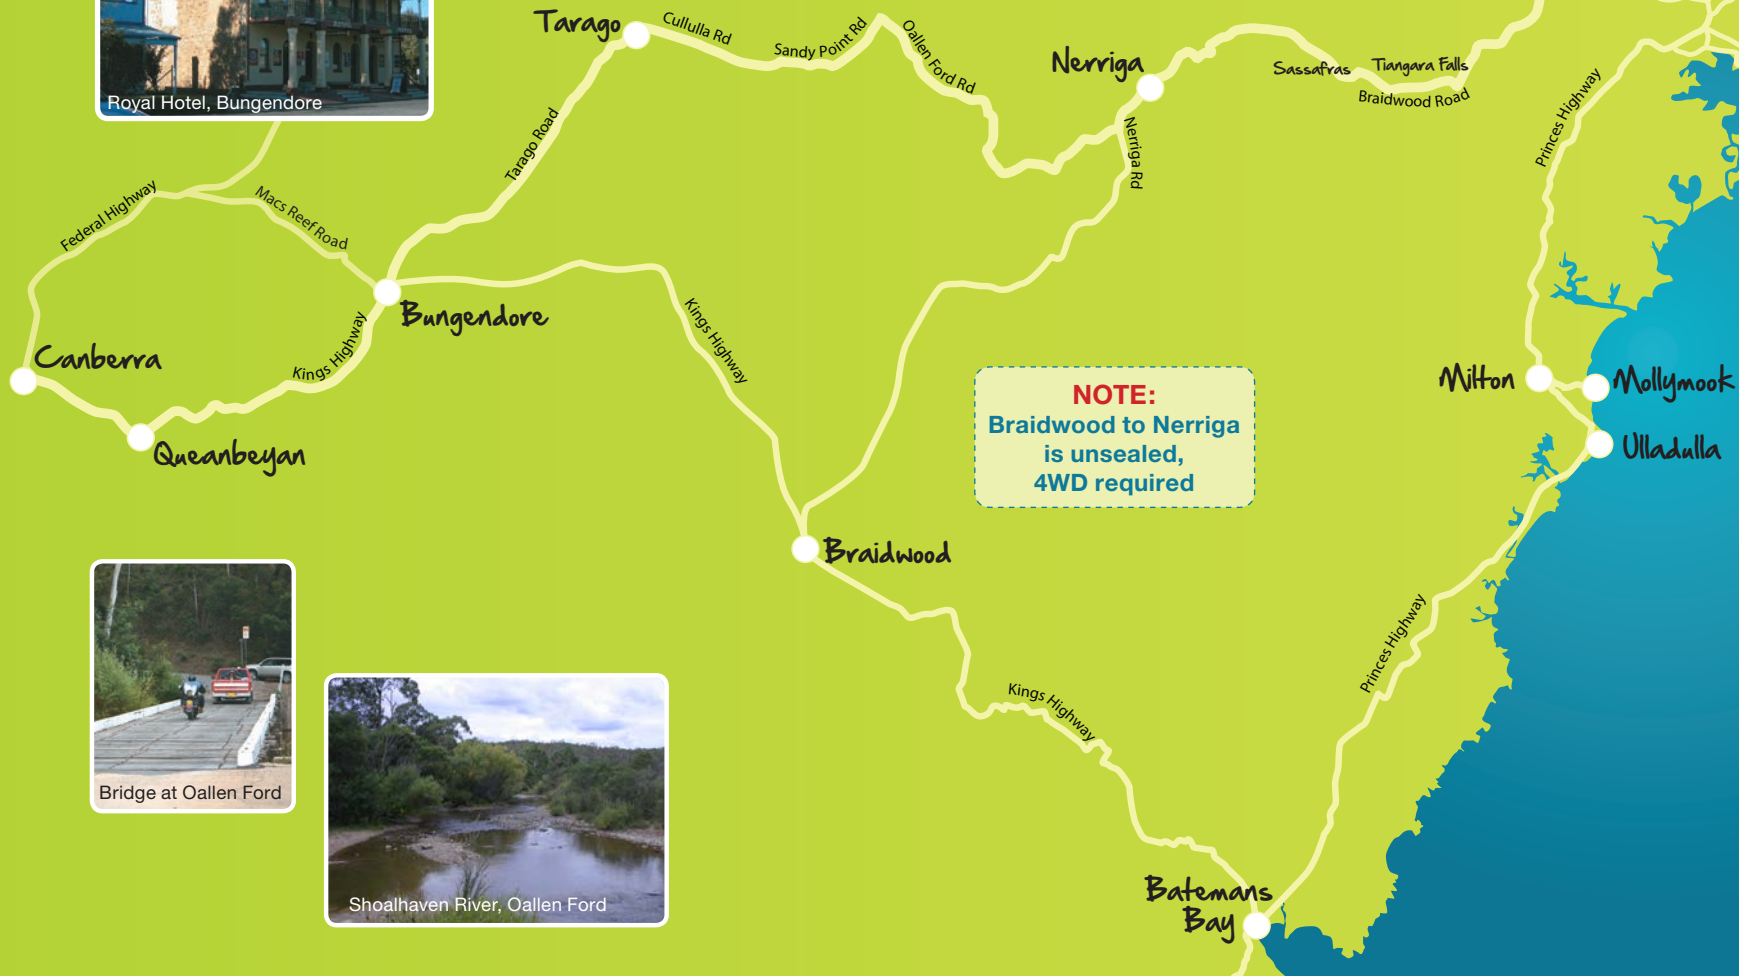 Royal Hotel, Bungendore
Tarago
Cullulla Rd
Sandy Point Rd
Oallen Ford Rd
Nerriga
Sassafras
Tiangara Falls
Braidwood Road
Princes Highway
Tarago Road
Nerriga Rd
Federal Highway
Macs Reef Road
Bungendore
Kings Highway
Kings Highway
Canberra
Queanbeyan
NOTE:
Braidwood to Nerriga
is unsealed,
4WD required
Milton
Mollymook
Ulladulla
Braidwood
Princes Highway
Kings Highway
Bridge at Oallen Ford
Shoalhaven River, Oallen Ford
Batemans
Bay